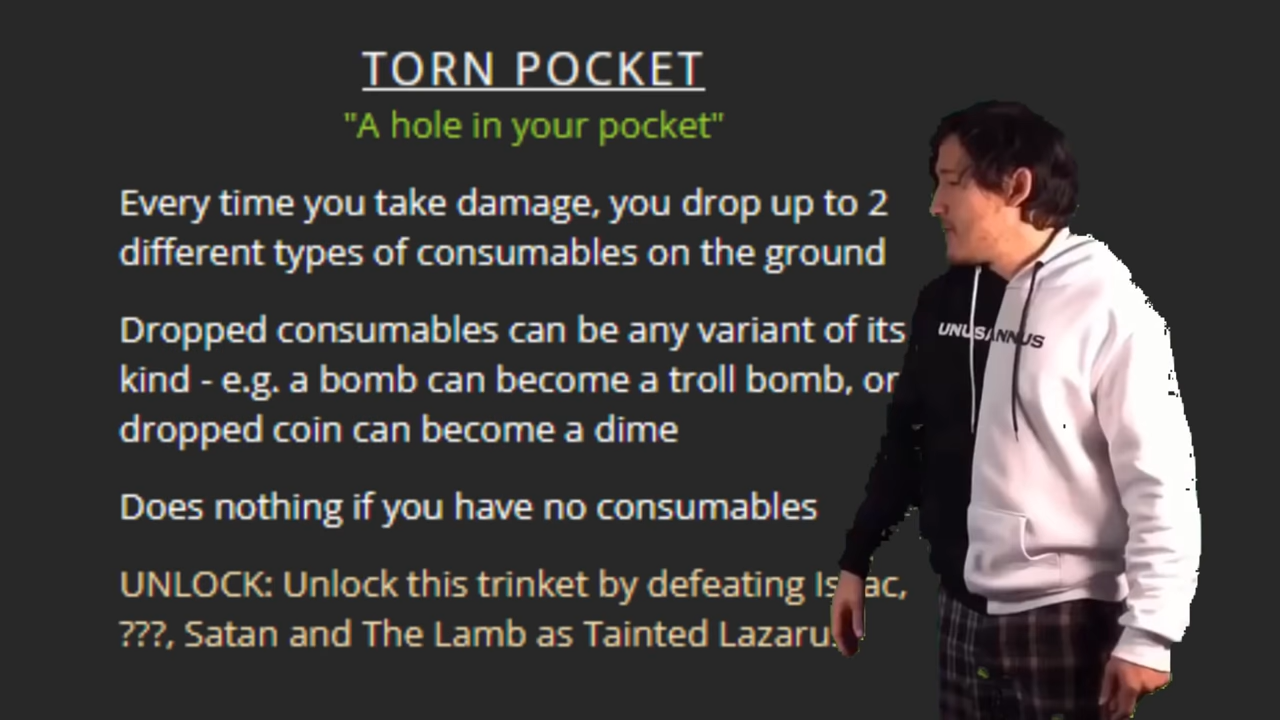 TORN POCKET
"A hole in your pocket"
Every time you take damage, you drop up to 2
different types of consumables on the ground
Dropped consumables can be any variant of its
kind - e.g. a bomb can become a troll bomb, or
dropped coin can become a dime
Does nothing if you have no consumables
UNLOCK: Unlock this trinket by defeating Isaac,
???, Satan and The Lamb as Tainted Lazarus
UNUSANNUS